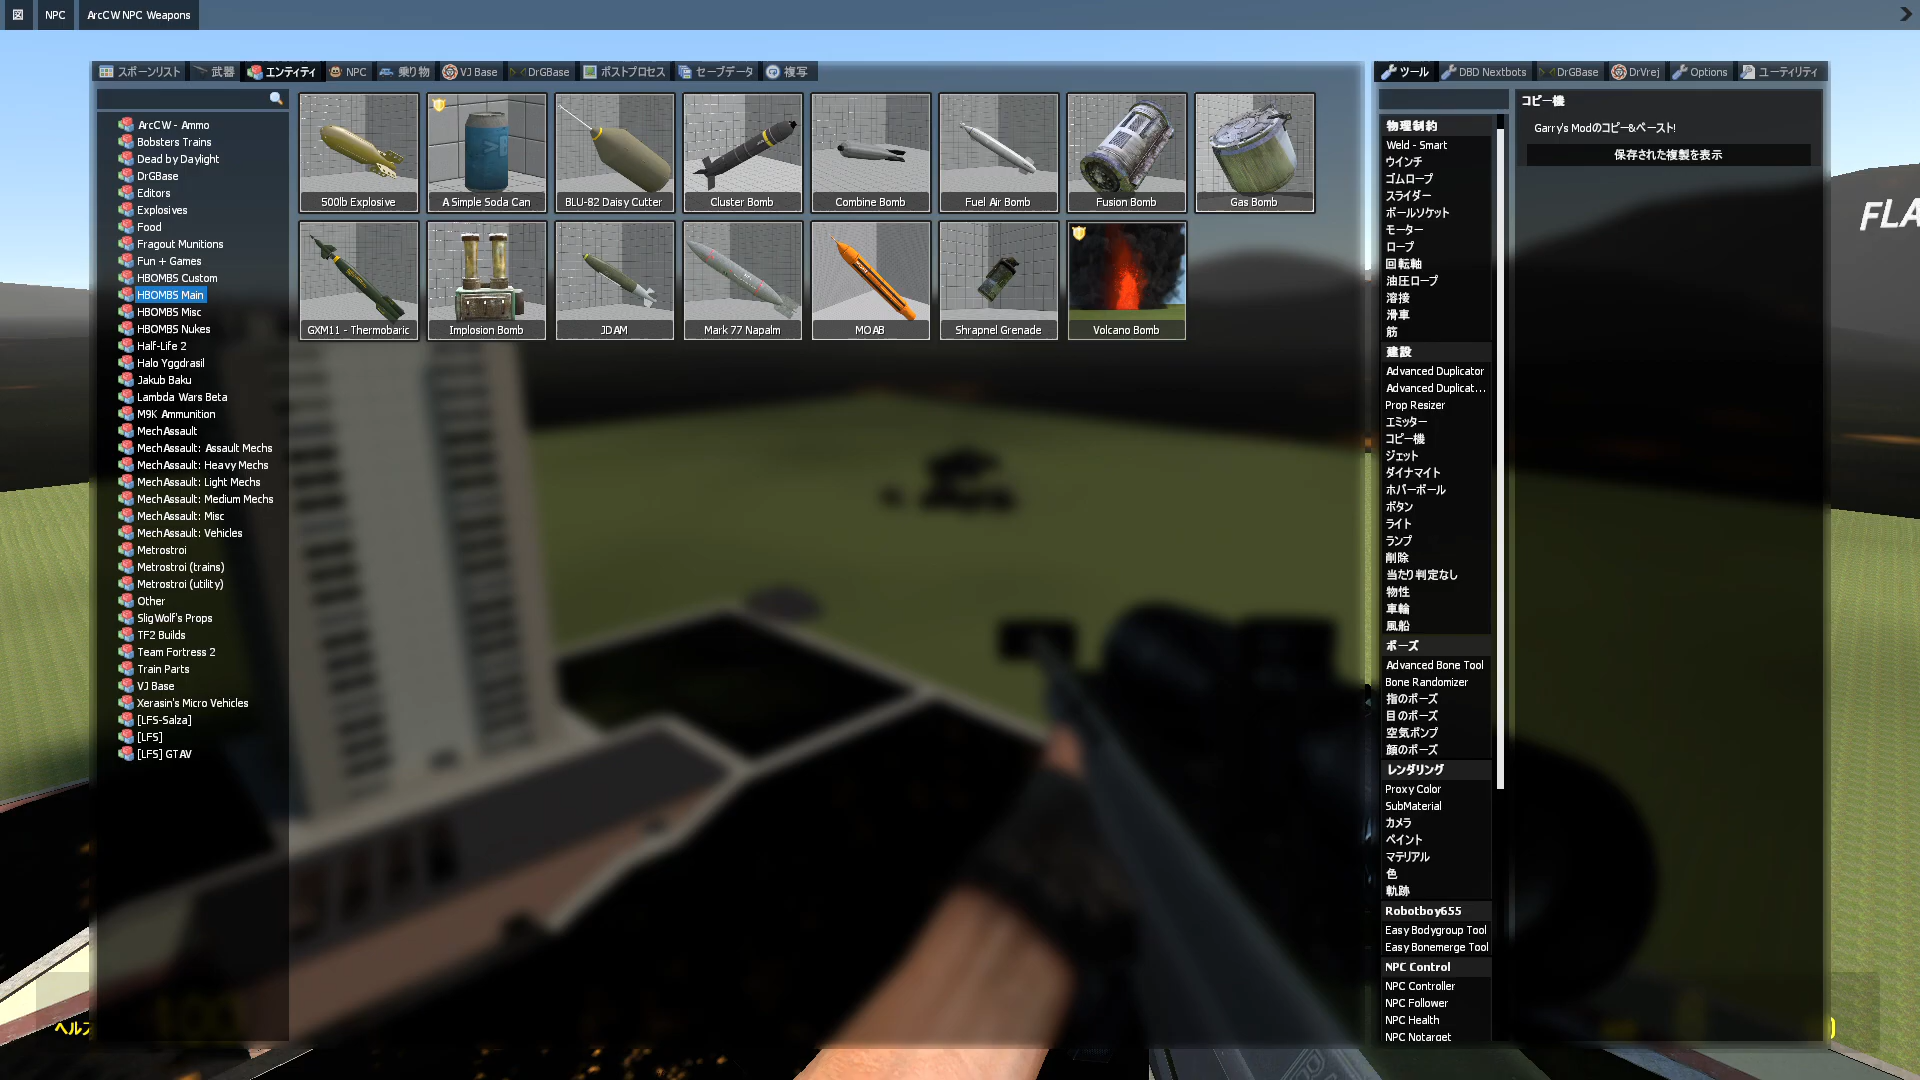 図 NPC ArcCW NPC Weapons
スポーンリスト 武器 エンティティ NPC 乗り物 VJ Base DrGBase ポストプロセス セーブデータ 複写
ArcCW - Ammo
Bobsters Trains
Dead by Daylight
DrGBase
Editors
Explosives
Food
Fragout Munitions
Fun + Games
HBOMBS Custom
HBOMBS Main
HBOMBS Misc
HBOMBS Nukes
Half-Life 2
Halo Yggdrasil
Jakub Baku
Lambda Wars Beta
M9K Ammunition
MechAssault
MechAssault: Assault Mechs
MechAssault: Heavy Mechs
MechAssault: Light Mechs
MechAssault: Medium Mechs
MechAssault: Misc
MechAssault: Vehicles
Metrostroi
Metrostroi (trains)
Metrostroi (utility)
Other
SligWolf's Props
TF2 Builds
Team Fortress 2
Train Parts
VJ Base
Xerasin's Micro Vehicles
[LFS-Salza]
[LFS]
[LFS] GTAV
500lb Explosive
A Simple Soda Can
BLU-82 Daisy Cutter
Cluster Bomb
Combine Bomb
Fuel Air Bomb
Fusion Bomb
Gas Bomb
GXM11 - Thermobaric
Implosion Bomb
JDAM
Mark 77 Napalm
MOAB
Shrapnel Grenade
Volcano Bomb
ツール DBD Nextbots DrGBase DrVrej Options ユーティリティ
物理制約
Weld - Smart
ウインチ
ゴムロープ
スライダー
ボールソケット
モーター
ロープ
回転軸
油圧ロープ
溶接
滑車
筋
建設
Advanced Duplicator
Advanced Duplicat...
Prop Resizer
エミッター
コピー機
ジェット
ダイナマイト
ホバーボール
ボタン
ライト
ランプ
削除
当たり判定なし
物性
車輪
風船
ポーズ
Advanced Bone Tool
Bone Randomizer
指のポーズ
目のポーズ
空気ポンプ
顔のポーズ
レンダリング
Proxy Color
SubMaterial
カメラ
ペイント
マテリアル
色
軌跡
Robotboy655
Easy Bodygroup Tool
Easy Bonemerge Tool
NPC Control
NPC Controller
NPC Follower
NPC Health
NPC Notarget
コピー機
Garry's Modのコピー&ペースト!
保存された複製を表示
FLA
ヘルス
100